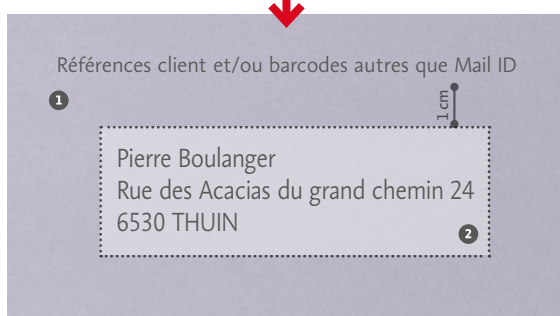 Références client et/ou barcodes autres que Mail ID
1
1 cm
Pierre Boulanger
Rue des Acacias du grand chemin 24
6530 THUIN
2